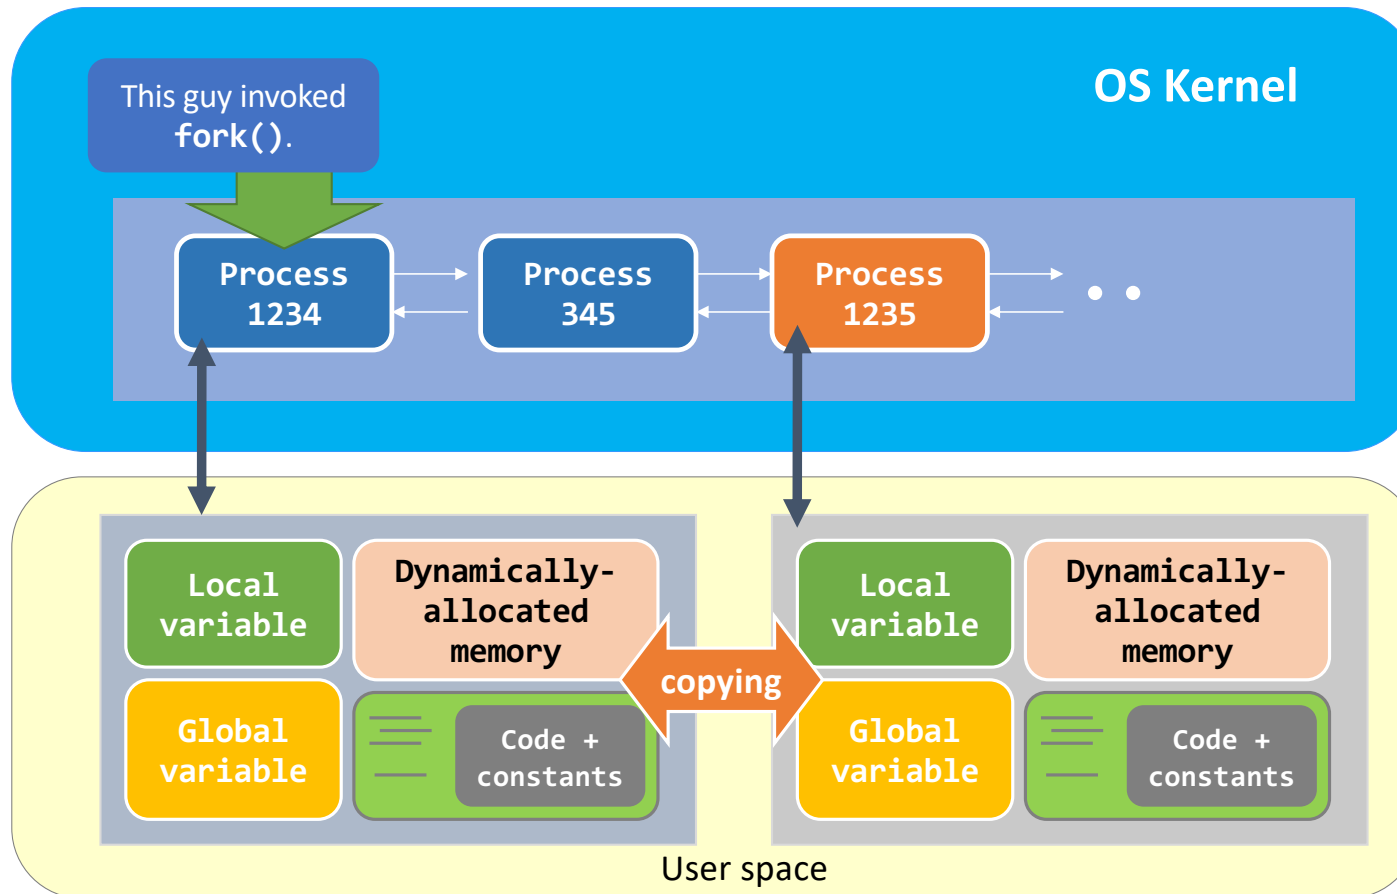 OS Kernel
This guy invoked
fork().
Process
1234
Process
345
Process
1235
Local
variable
Dynamically-
allocated
memory
Global
variable
Code +
constants
copying
Local
variable
Dynamically-
allocated
memory
Global
variable
Code +
constants
User space